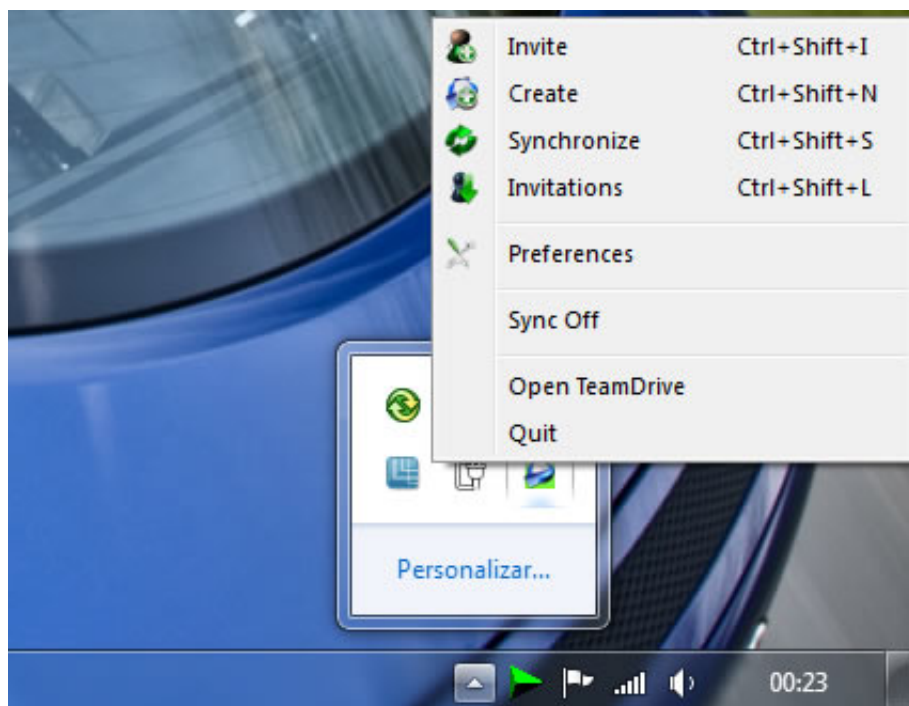 Invite Ctrl+Shift+I
Create Ctrl+Shift+N
Synchronize Ctrl+Shift+S
Invitations Ctrl+Shift+L
Preferences
Sync Off
Open TeamDrive
Quit
Personalizar...
00:23